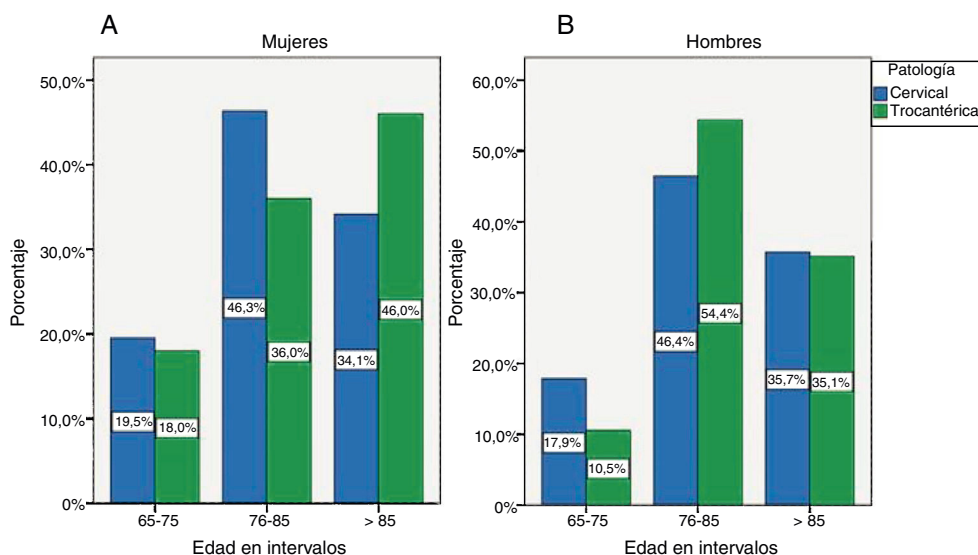 A
Mujeres
50,0%
40,0%
30,0%
20,0%
10,0%
0%
Porcentaje
19,5%
18,0%
46,3%
36,0%
34,1%
46,0%
65-75
76-85
> 85
Edad en intervalos
B
Hombres
60,0%
50,0%
40,0%
30,0%
20,0%
10,0%
0%
Porcentaje
17,9%
10,5%
46,4%
54,4%
35,7%
35,1%
65-75
76-85
> 85
Edad en intervalos
Patología
Cervical
Trocantérica